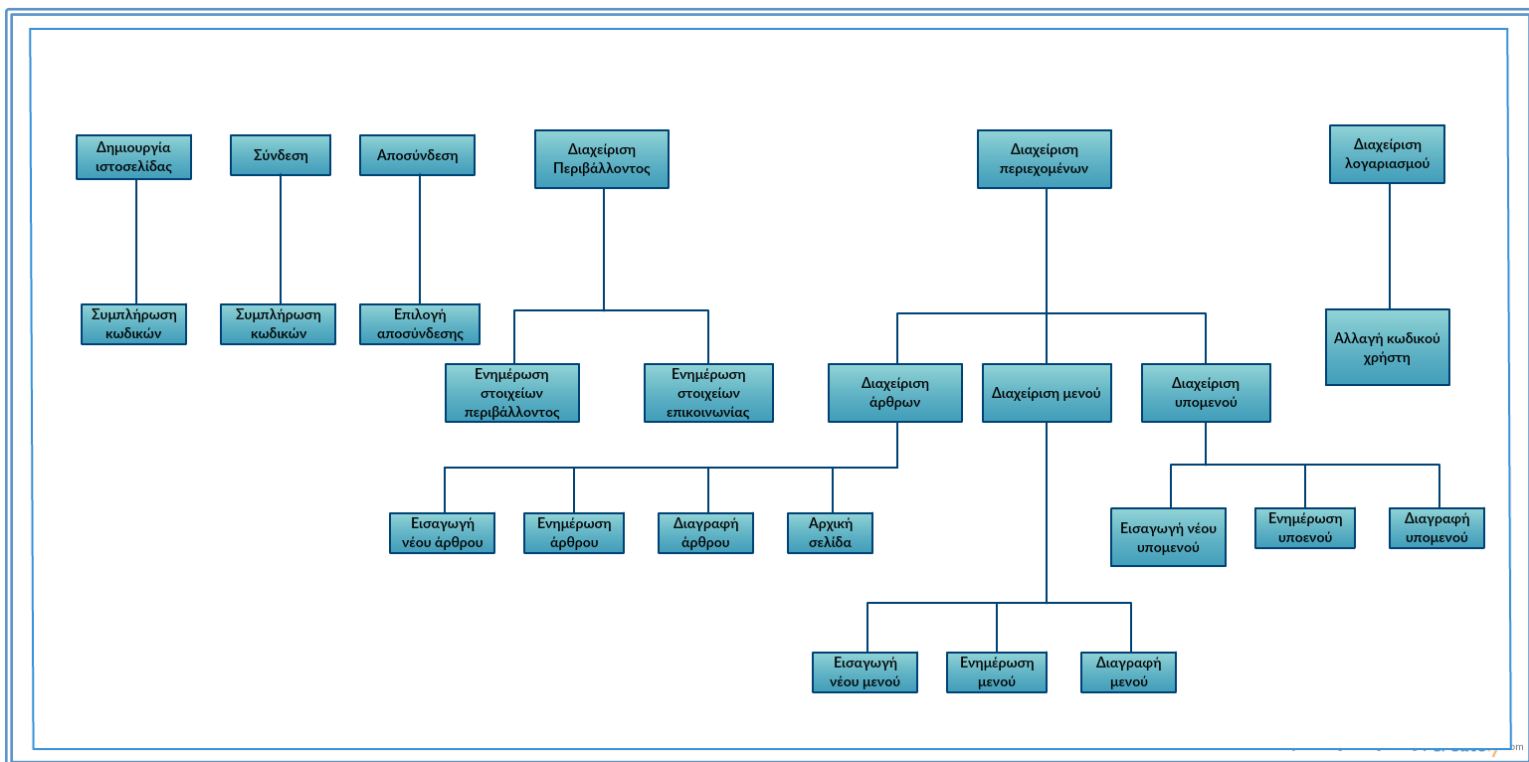 Δημιουργία
ιστοσελίδας
Σύνδεση
Αποσύνδεση
Διαχείριση
Περιβάλλοντος
Διαχείριση
περιεχομένων
Διαχείριση
λογαριασμού
Συμπλήρωση
κωδικών
Συμπλήρωση
κωδικών
Επιλογή
αποσύνδεσης
Αλλαγή κωδικού
χρήστη
Ενημέρωση
στοιχείων
περιβάλλοντος
Ενημέρωση
στοιχείων
επικοινωνίας
Διαχείριση
άρθρων
Διαχείριση μενού
Διαχείριση
υπομενού
Εισαγωγή
νέου άρθρου
Ενημέρωση
άρθρου
Διαγραφή
άρθρου
Αρχική
σελίδα
Εισαγωγή νέου
υπομενού
Ενημέρωση
υποενού
Διαγραφή
υπομενού
Εισαγωγή
νέου μενού
Ενημέρωση
μενού
Διαγραφή
μενού